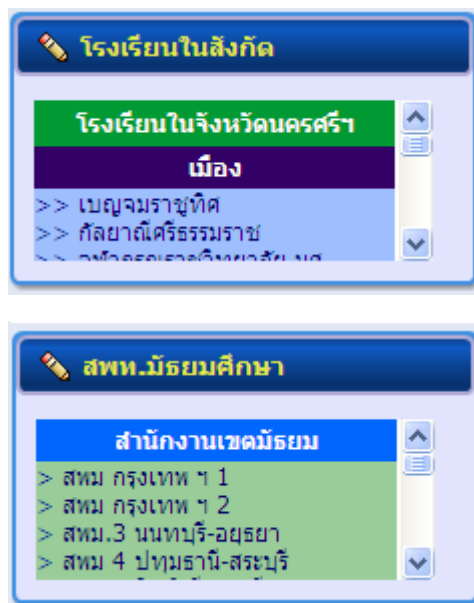 โรงเรียนในสังกัด
โรงเรียนในจังหวัดนครศรีฯ
เมือง
>> เบญจมราชูทิศ
>> กัลยาณีศรีธรรมราช
สพท.มัธยมศึกษา
สำนักงานเขตมัธยม
> สพม กรุงเทพ ฯ 1
> สพม กรุงเทพ ฯ 2
> สพม.3 นนทบุรี-อยุธยา
> สพม 4 ปทุมธานี-สระบุรี